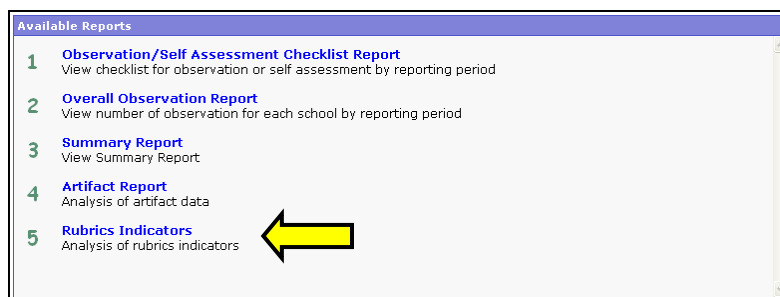 Available Reports
1 Observation/Self Assessment Checklist Report
View checklist for observation or self assessment by reporting period
2 Overall Observation Report
View number of observation for each school by reporting period
3 Summary Report
View Summary Report
4 Artifact Report
Analysis of artifact data
5 Rubrics Indicators
Analysis of rubrics indicators